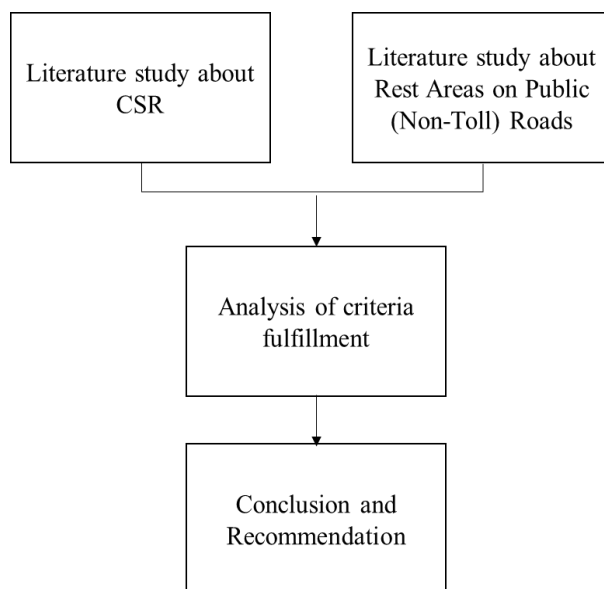 Literature study about
CSR
Literature study about
Rest Areas on Public
(Non-Toll) Roads
Analysis of criteria
fulfillment
Conclusion and
Recommendation